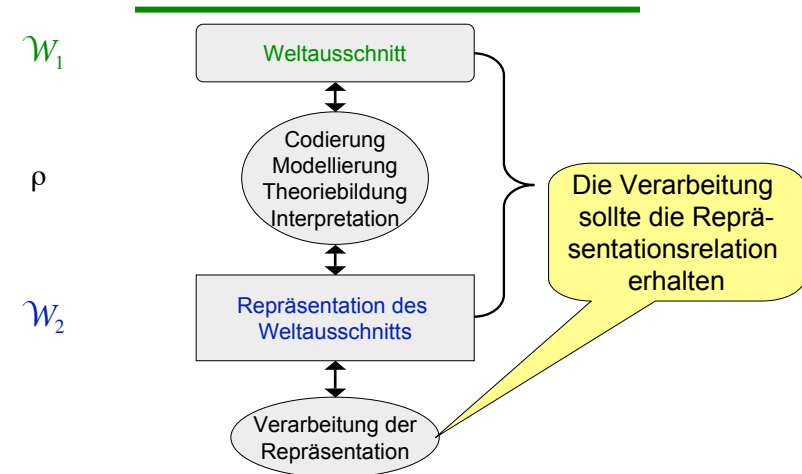 𝒲₁
Weltausschnitt
Codierung
Modellierung
Theoriebildung
Interpretation
ρ
Die Verarbeitung
sollte die Reprä-
sentationsrelation
erhalten
𝒲₂
Repräsentation des
Weltausschnitts
Verarbeitung der
Repräsentation